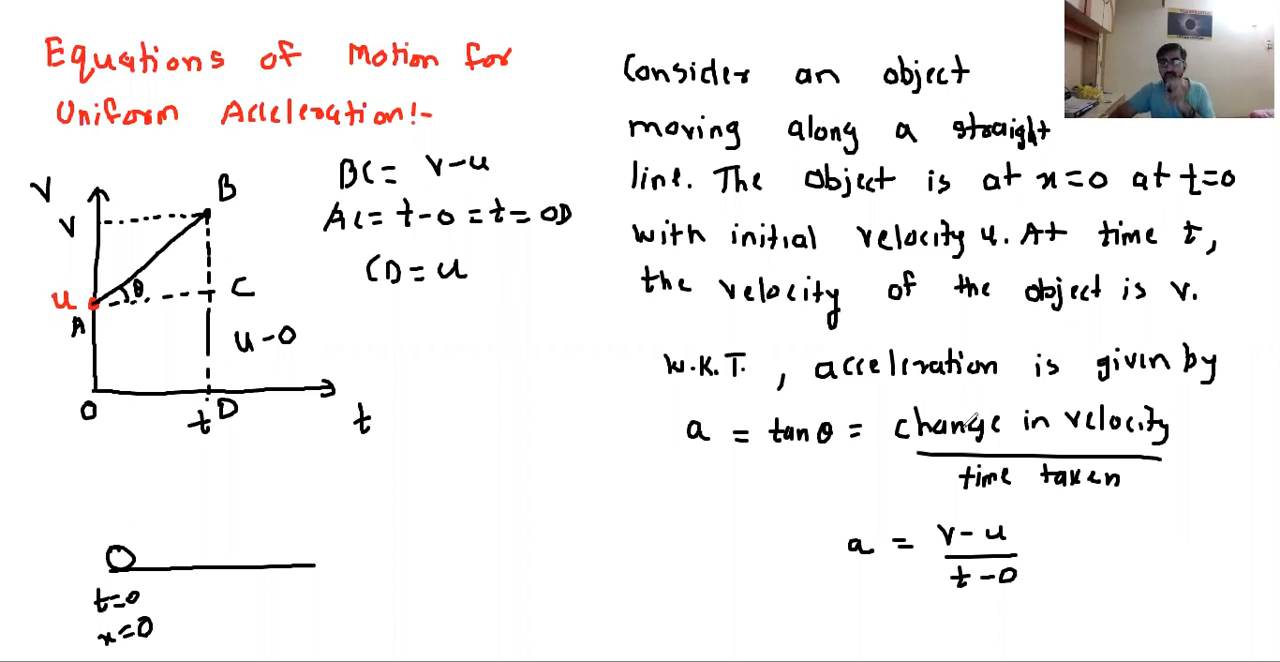 Equations of Motion for
Uniform Acceleration:-
V
V
B
θ
u
A
C
u-0
O
t
D
t
BC = v-u
AC = t-0 = t = OD
CD = u
t=0
x=0
Consider an object
moving along a straight
line. The object is at x=0 at t=0
with initial velocity u. At time t,
the velocity of the object is v.
W.K.T., acceleration is given by
a = tanθ = change in velocity
time taken
a = v-u
t-0